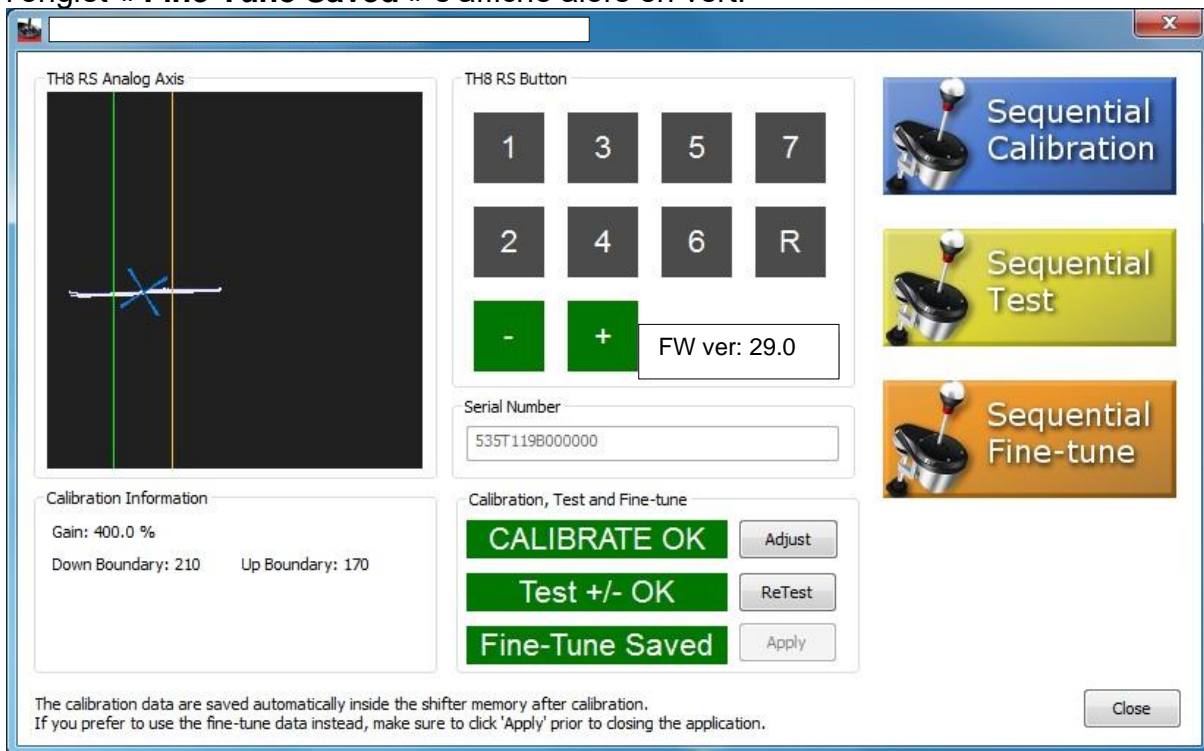 l'onglet « Fine-Tune Saved » s'affiche alors en vert.
TH8 RS Analog Axis
TH8 RS Button
1 3 5 7
2 4 6 R
- +
FW ver: 29.0
Serial Number
535T119B000000
Calibration Information
Gain: 400.0 %
Down Boundary: 210 Up Boundary: 170
Calibration, Test and Fine-tune
CALIBRATE OK Adjust
Test +/- OK ReTest
Fine-Tune Saved Apply
Sequential
Calibration
Sequential
Test
Sequential
Fine-tune
The calibration data are saved automatically inside the shifter memory after calibration.
If you prefer to use the fine-tune data instead, make sure to click 'Apply' prior to closing the application.
Close